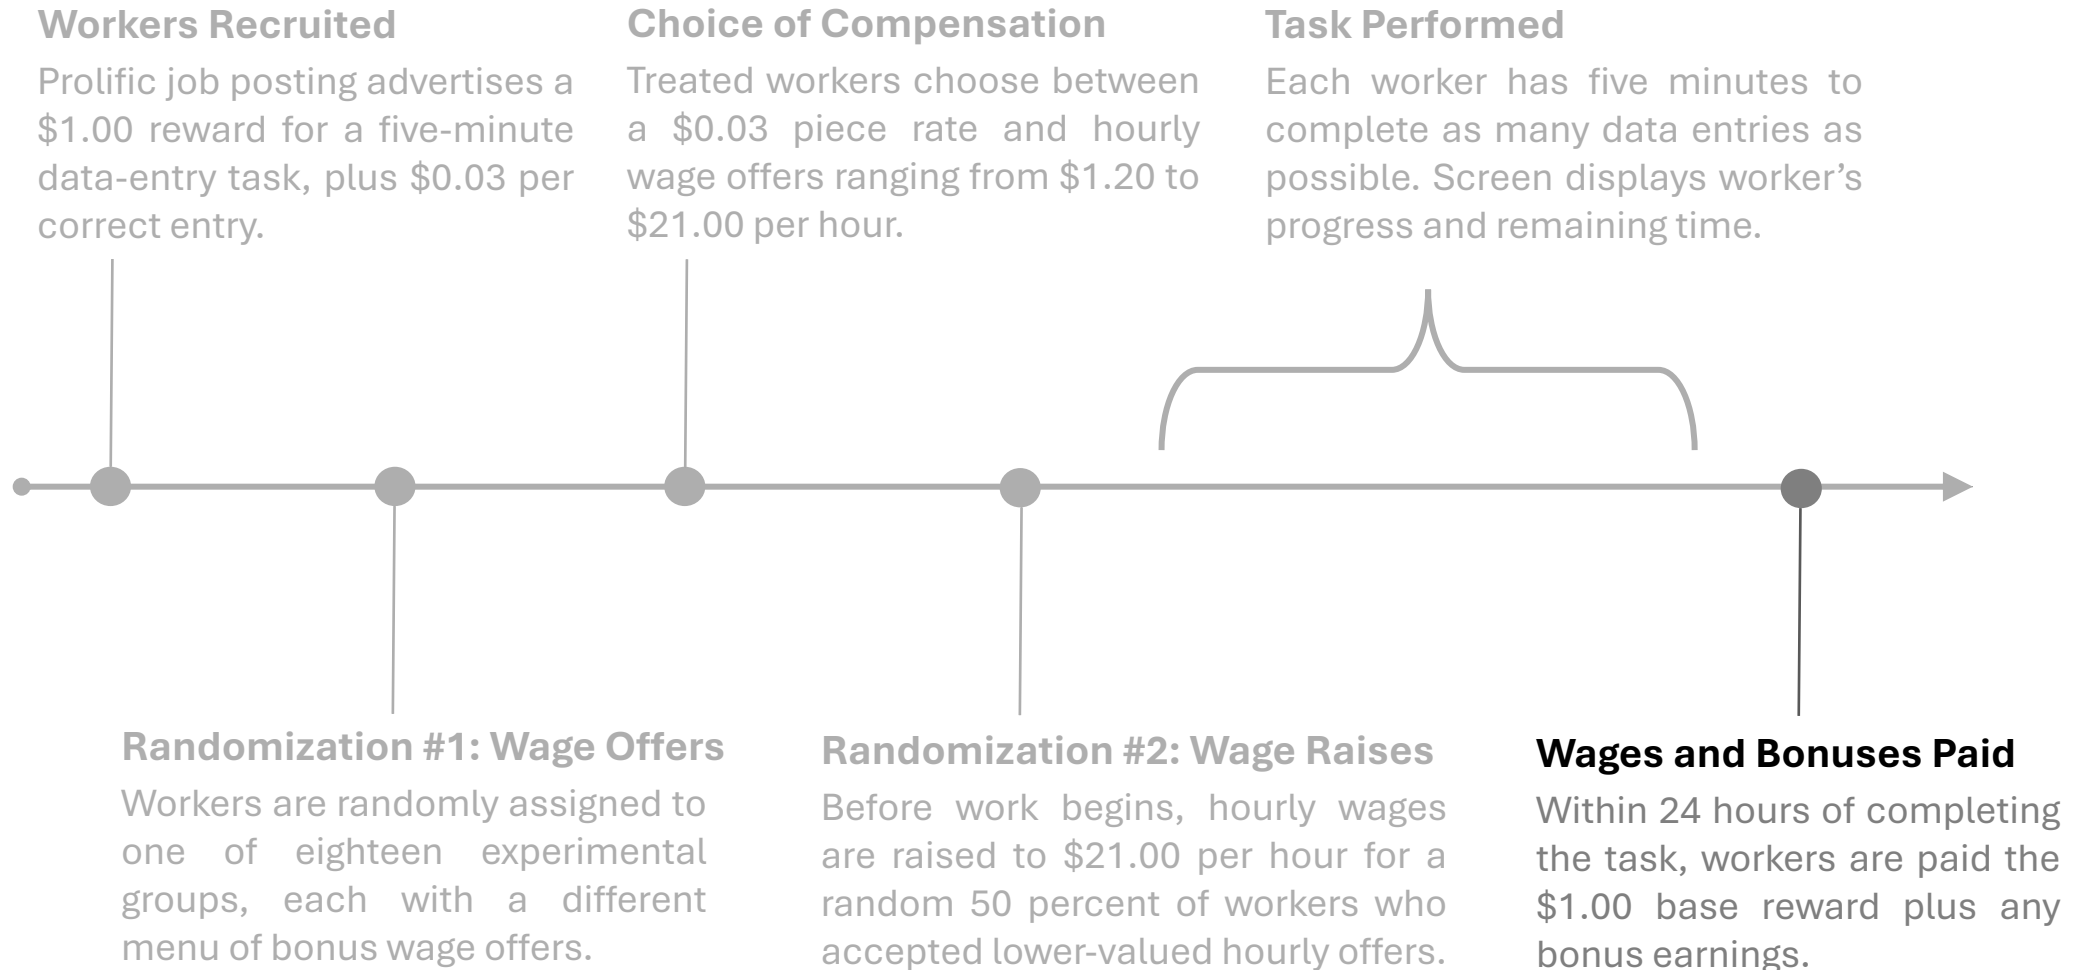 Workers Recruited
Prolific job posting advertises a
$1.00 reward for a five-minute
data-entry task, plus $0.03 per
correct entry.
Choice of Compensation
Treated workers choose between
a $0.03 piece rate and hourly
wage offers ranging from $1.20 to
$21.00 per hour.
Task Performed
Each worker has five minutes to
complete as many data entries as
possible. Screen displays worker’s
progress and remaining time.
Randomization #1: Wage Offers
Workers are randomly assigned to
one of eighteen experimental
groups, each with a different
menu of bonus wage offers.
Randomization #2: Wage Raises
Before work begins, hourly wages
are raised to $21.00 per hour for a
random 50 percent of workers who
accepted lower-valued hourly offers.
Wages and Bonuses Paid
Within 24 hours of completing
the task, workers are paid the
$1.00 base reward plus any
bonus earnings.